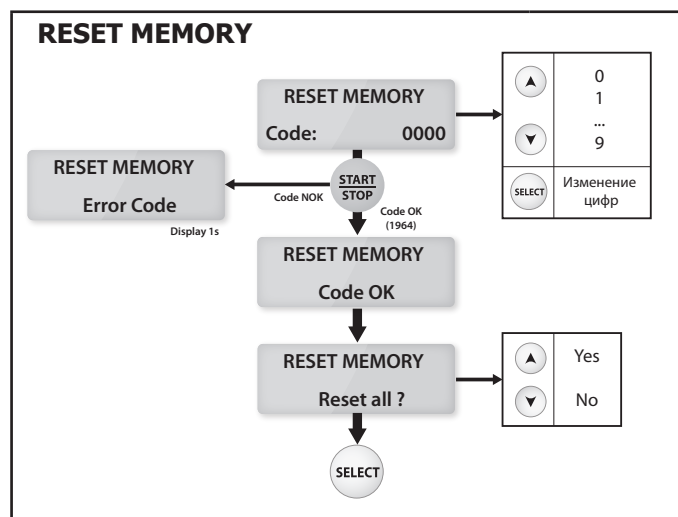 RESET MEMORY
RESET MEMORY
Code: 0000
0
1
...
9
SELECT
Изменение
цифр
START
STOP
Code NOK
RESET MEMORY
Error Code
Display 1s
Code OK
(1964)
RESET MEMORY
Code OK
RESET MEMORY
Reset all ?
Yes
No
SELECT